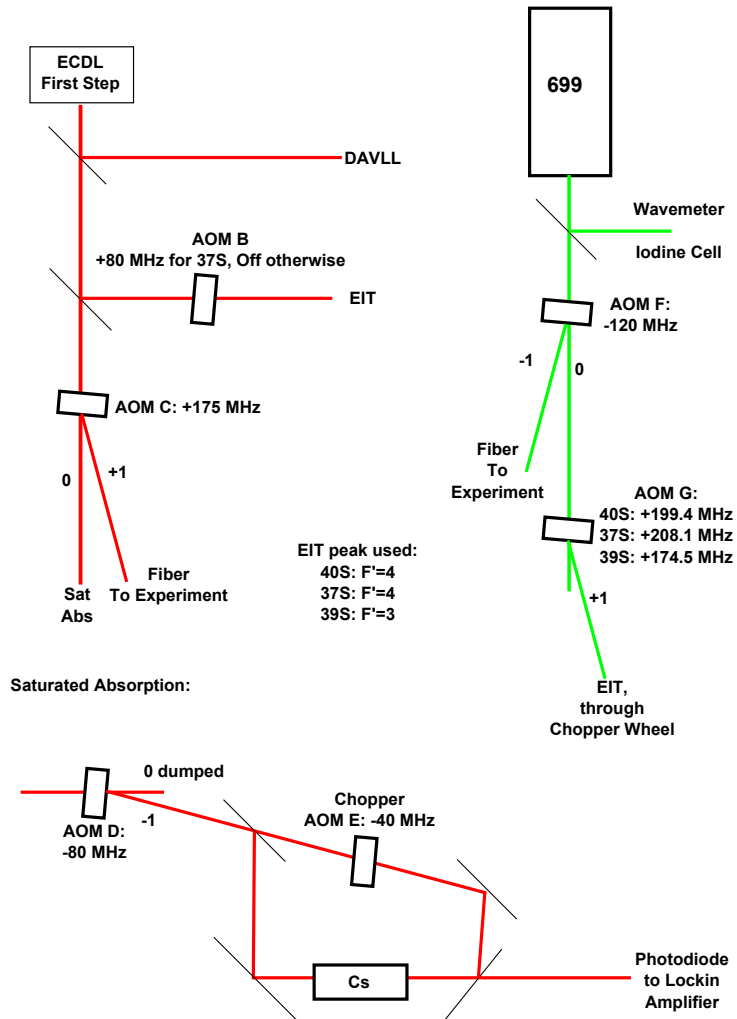 ECDL
First Step
DAVLL
AOM B
+80 MHz for 37S, Off otherwise
EIT
AOM C: +175 MHz
0
+1
Sat
Abs
Fiber
To Experiment
EIT peak used:
40S: F'=4
37S: F'=4
39S: F'=3
699
Wavemeter
Iodine Cell
AOM F:
-120 MHz
-1
0
Fiber
To
Experiment
AOM G:
40S: +199.4 MHz
37S: +208.1 MHz
39S: +174.5 MHz
+1
EIT,
through
Chopper Wheel
Saturated Absorption:
0 dumped
AOM D:
-80 MHz
-1
Chopper
AOM E: -40 MHz
Cs
Photodiode
to Lockin
Amplifier